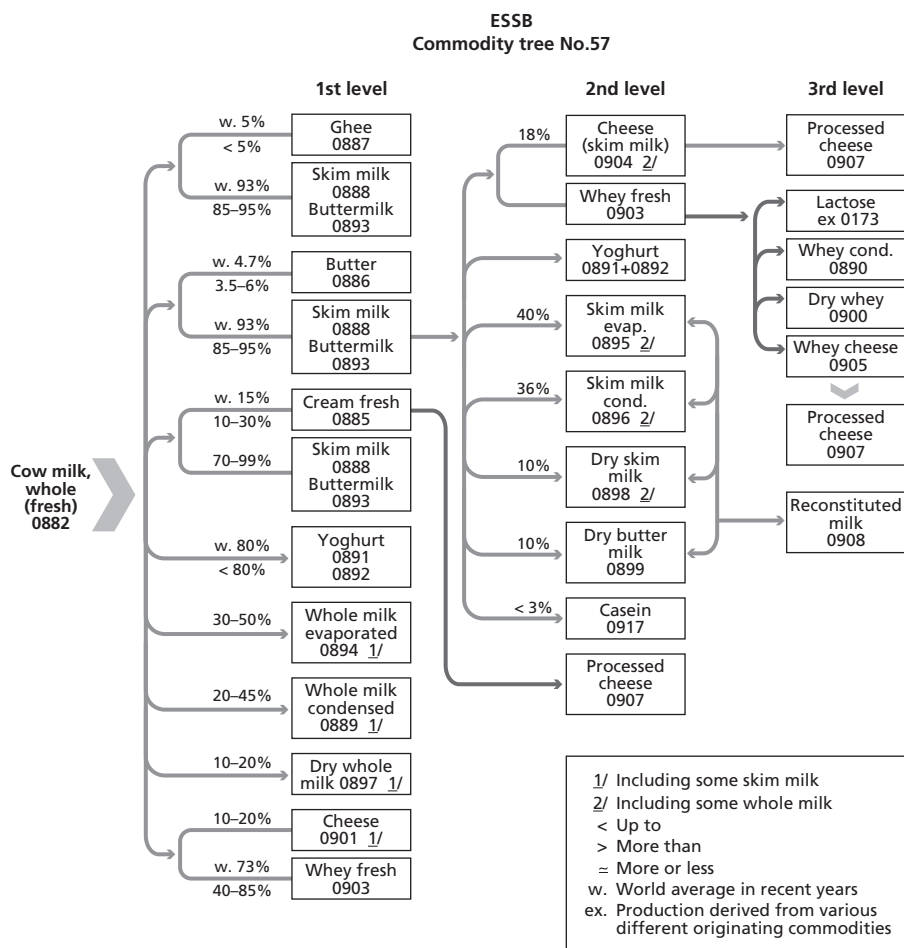 ESSB
Commodity tree No.57
1st level
2nd level
3rd level
Cow milk,
whole
(fresh)
0882
w. 5%
< 5%
Ghee
0887
w. 93%
85–95%
Skim milk
0888
Buttermilk
0893
w. 4.7%
3.5–6%
Butter
0886
w. 93%
85–95%
Skim milk
0888
Buttermilk
0893
w. 15%
10–30%
Cream fresh
0885
70–99%
Skim milk
0888
Buttermilk
0893
w. 80%
< 80%
Yoghurt
0891
0892
30–50%
Whole milk
evaporated
0894 1/
20–45%
Whole milk
condensed
0889 1/
10–20%
Dry whole
milk 0897 1/
10–20%
Cheese
0901 1/
w. 73%
40–85%
Whey fresh
0903
18%
Cheese
(skim milk)
0904 2/
Whey fresh
0903
Yoghurt
0891+0892
40%
Skim milk
evap.
0895 2/
36%
Skim milk
cond.
0896 2/
10%
Dry skim
milk
0898 2/
10%
Dry butter
milk
0899
< 3%
Casein
0917
Processed
cheese
0907
Processed
cheese
0907
Lactose
ex 0173
Whey cond.
0890
Dry whey
0900
Whey cheese
0905
Processed
cheese
0907
Reconstituted
milk
0908
1/ Including some skim milk
2/ Including some whole milk
< Up to
> More than
≃ More or less
w. World average in recent years
ex. Production derived from various
different originating commodities